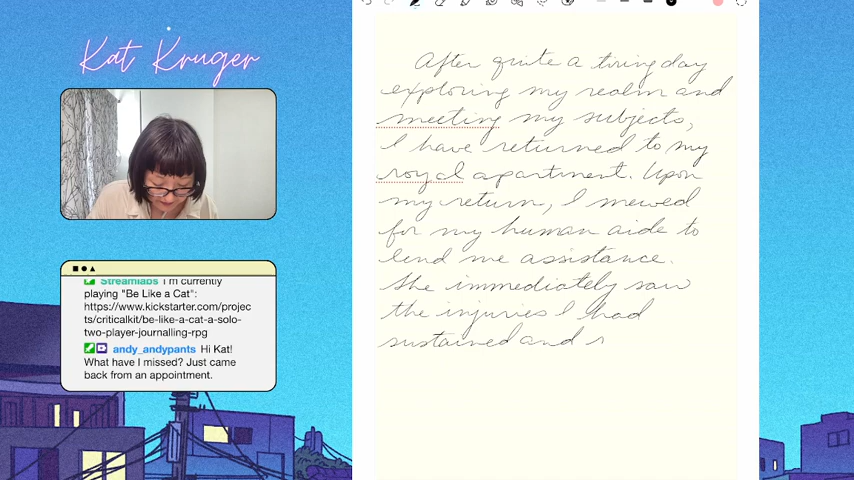 Kat Kruger
Streamlabs I'm currently
playing "Be Like a Cat":
https://www.kickstarter.com/projec
ts/criticalkit/be-like-a-cat-a-solo-
two-player-journalling-rpg
andy_andypants Hi Kat!
What have I missed? Just came
back from an appointment.
After quite a tiring day
exploring my realm and
meeting my subjects,
I have returned to my
royal apartment. Upon
my return, I mewed
for my human aide to
lend me assistance.
She immediately saw
the injuries I had
sustained and